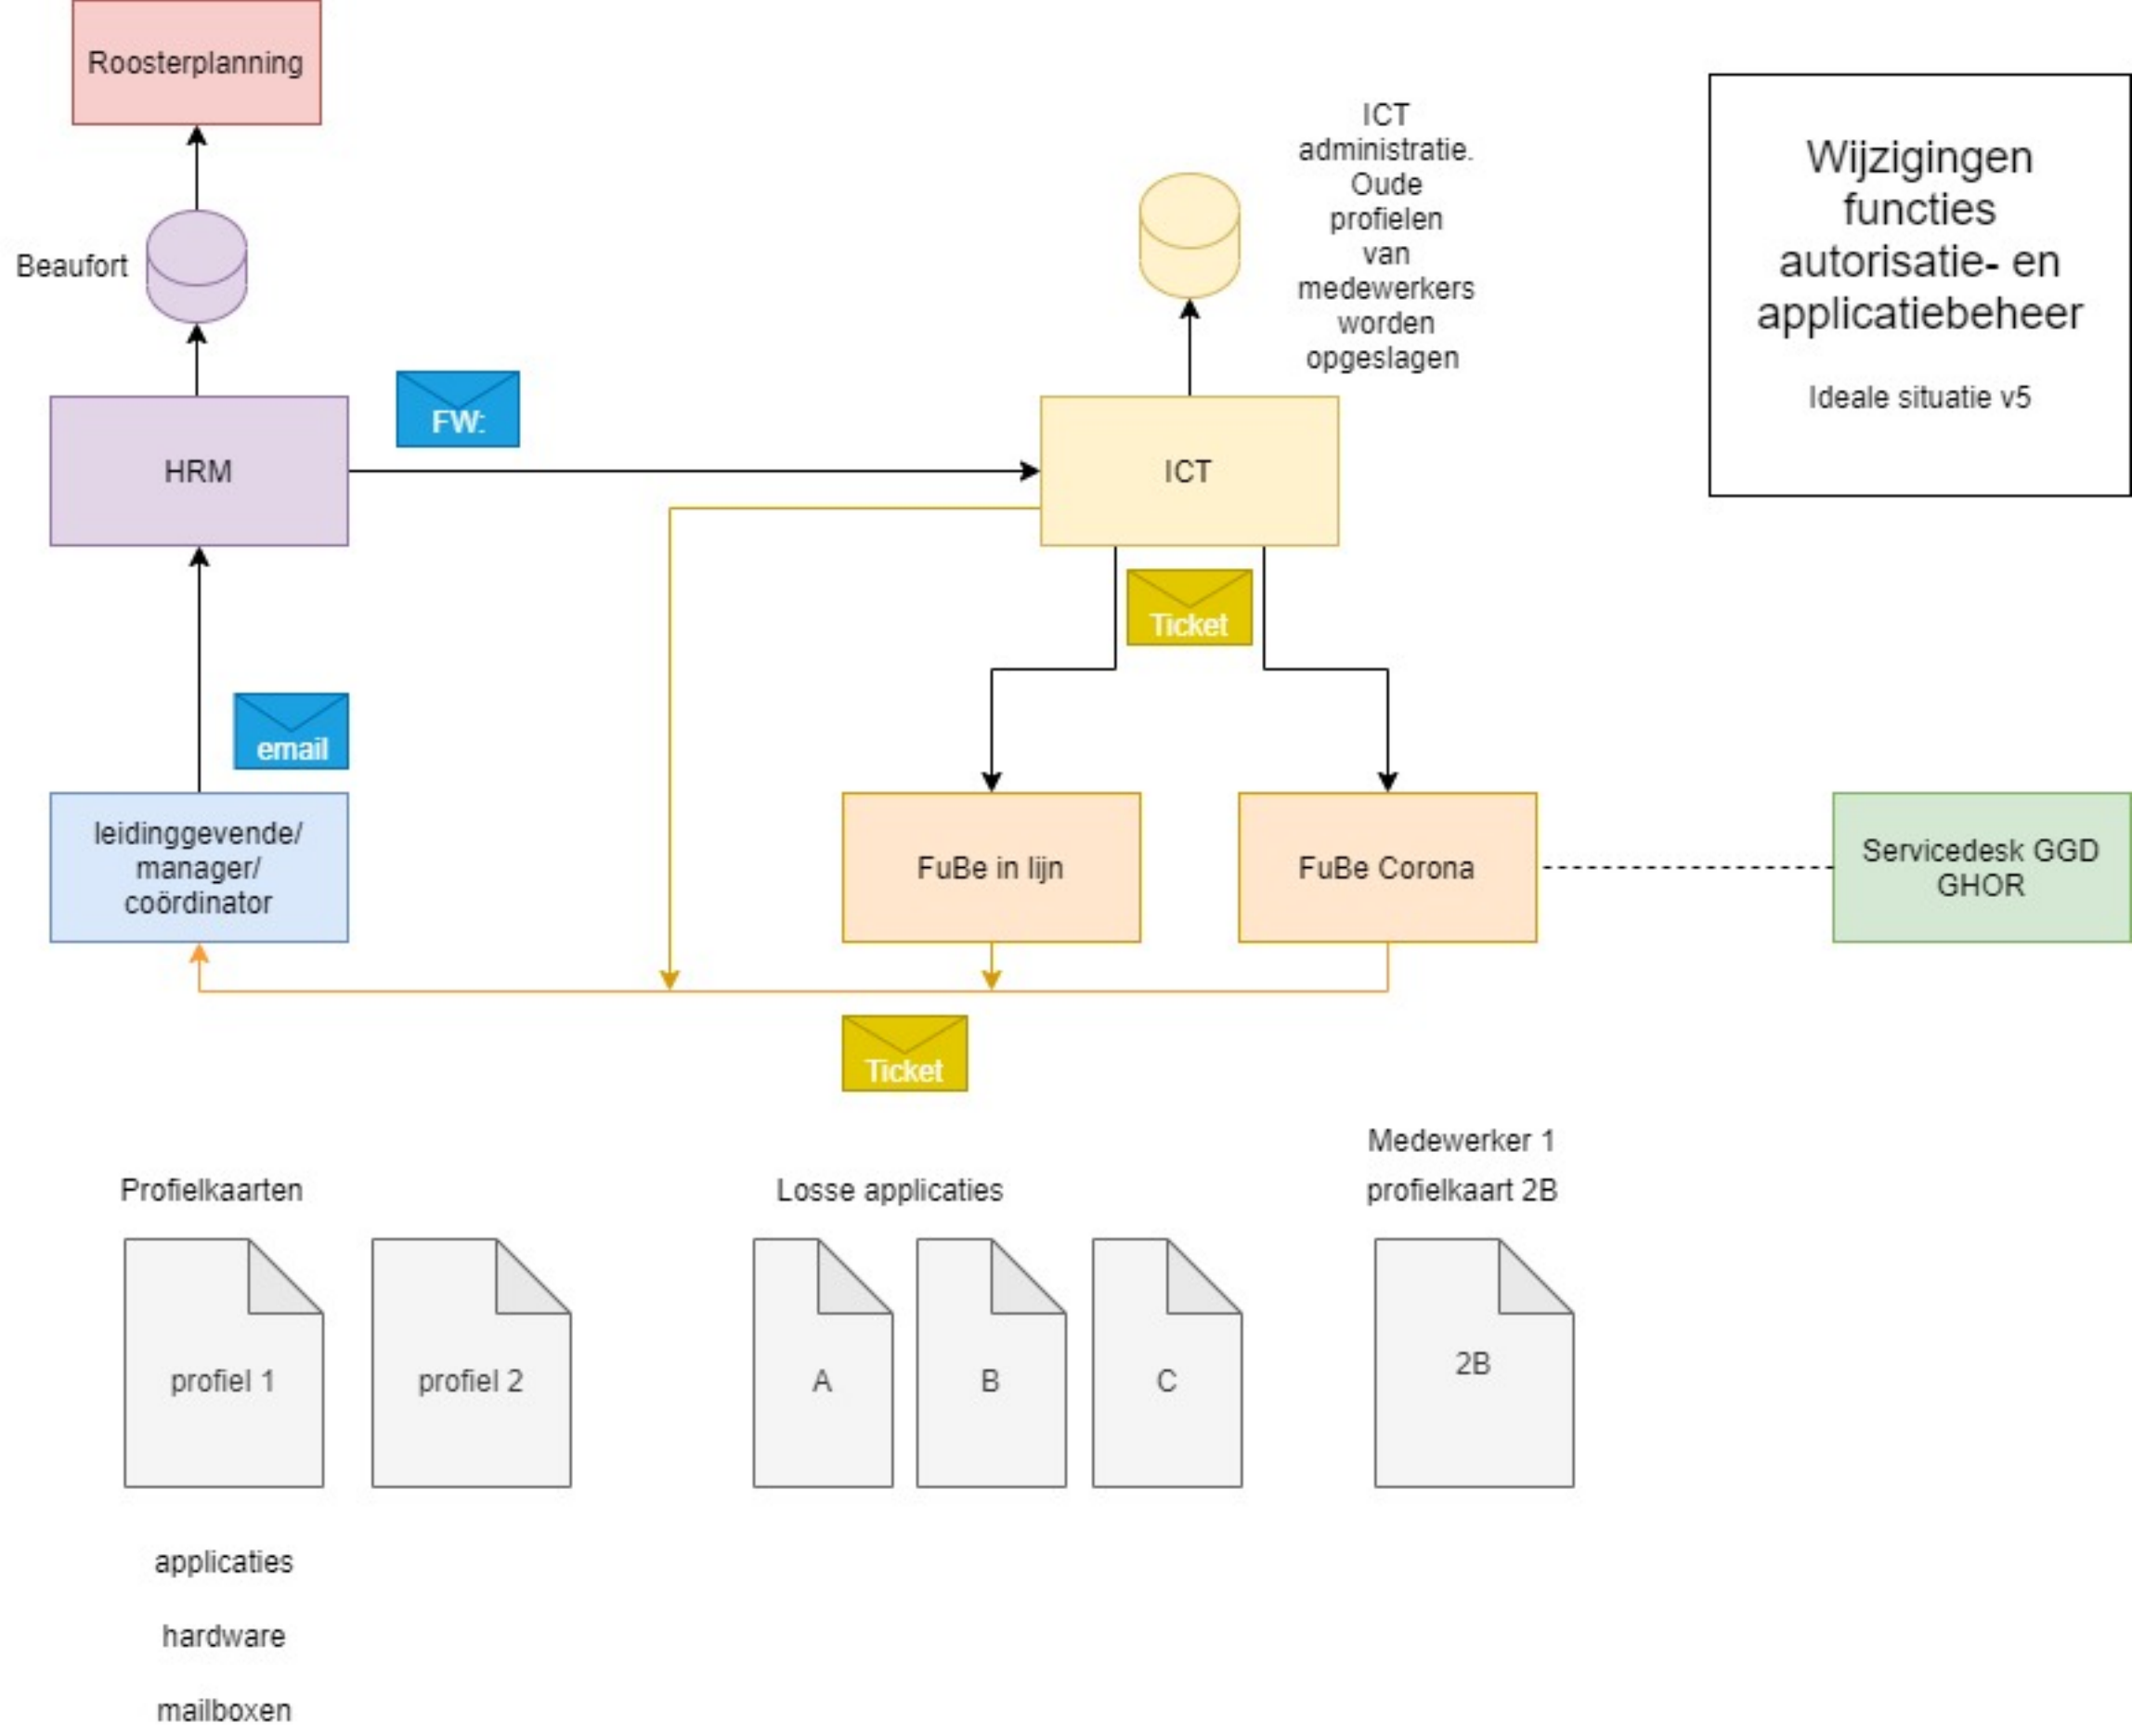 Roosterplanning
Beaufort
HRM
FW:
ICT
administratie.
Oude
profielen
van
medewerkers
worden
opgeslagen
ICT
Wijzigingen
functies
autorisatie- en
applicatiebeheer
Ideale situatie v5
Ticket
email
leidinggevende/
manager/
coördinator
FuBe in lijn
FuBe Corona
Servicedesk GGD
GHOR
Ticket
Profielkaarten
profiel 1
profiel 2
applicaties
hardware
mailboxen
Losse applicaties
A
B
C
Medewerker 1
profielkaart 2B
2B